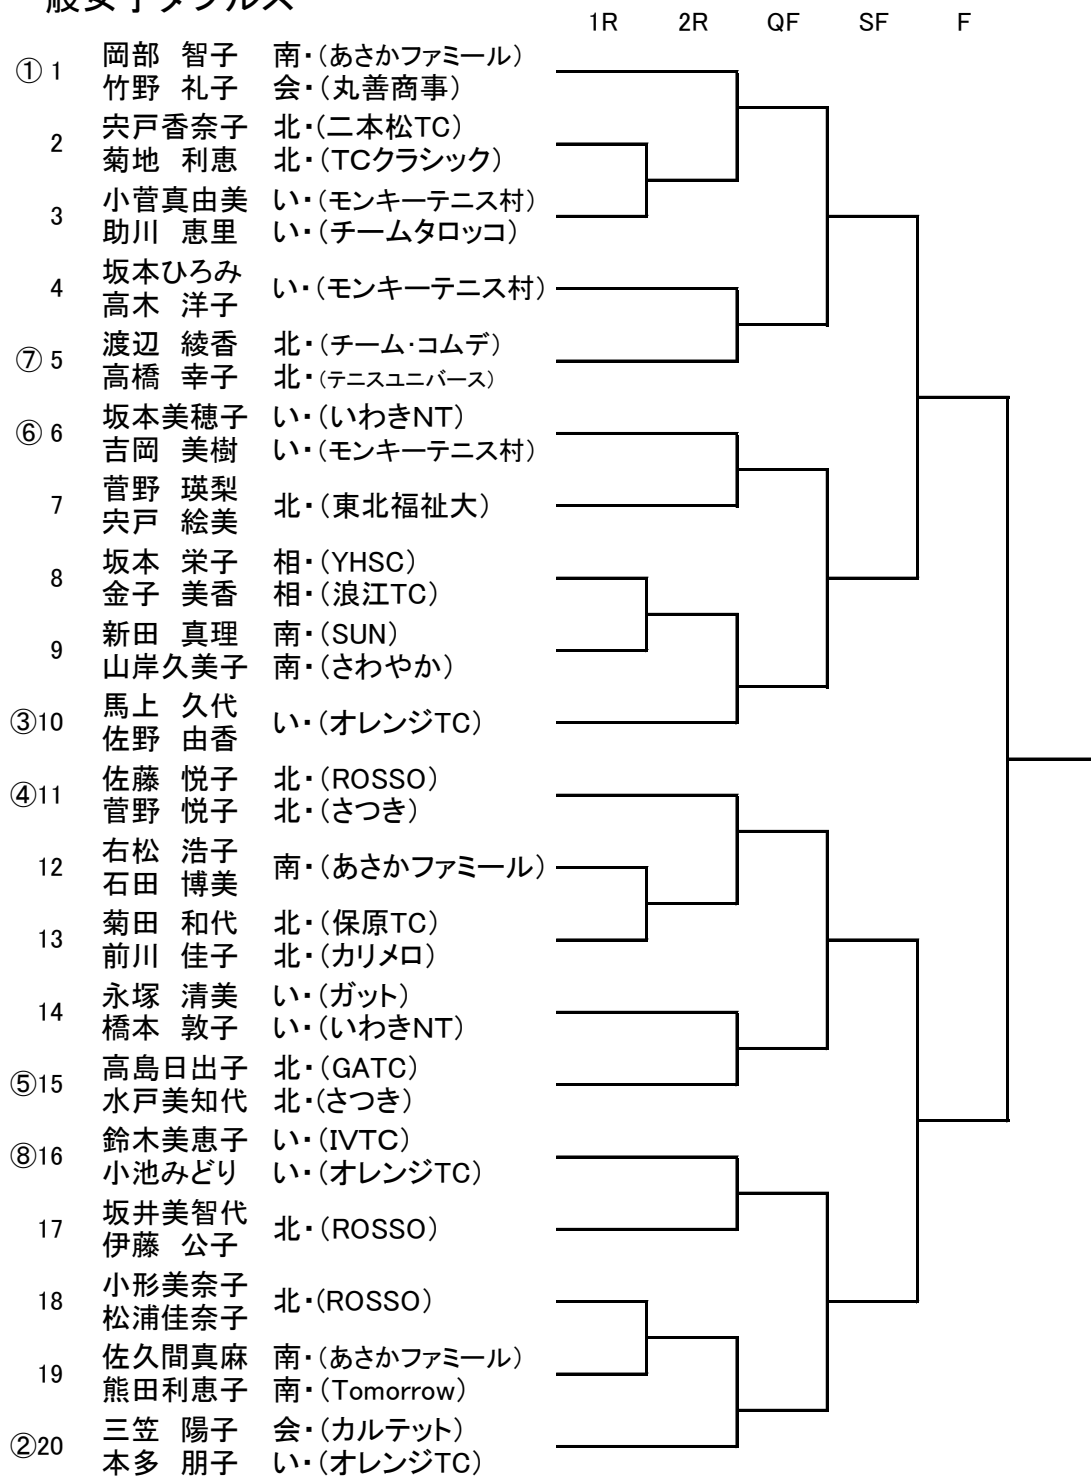 般女子ダブルス
1R 2R QF SF F
① 1 岡部 智子 南・(あさかファミール)
竹野 礼子 会・(丸善商事)
2 宍戸香奈子 北・(二本松TC)
菊地 利恵 北・(TCクラシック)
3 小菅真由美 い・(モンキーテニス村)
助川 恵里 い・(チームタロッコ)
4 坂本ひろみ い・(モンキーテニス村)
高木 洋子
⑦ 5 渡辺 綾香 北・(チーム・コムデ)
高橋 幸子 北・(テニスユニバース)
⑥ 6 坂本美穂子 い・(いわきNT)
吉岡 美樹 い・(モンキーテニス村)
7 菅野 瑛梨 北・(東北福祉大)
宍戸 絵美
8 坂本 栄子 相・(YHSC)
金子 美香 相・(浪江TC)
9 新田 真理 南・(SUN)
山岸久美子 南・(さわやか)
③10 馬上 久代 い・(オレンジTC)
佐野 由香
④11 佐藤 悦子 北・(ROSSO)
菅野 悦子 北・(さつき)
12 右松 浩子 南・(あさかファミール)
石田 博美
13 菊田 和代 北・(保原TC)
前川 佳子 北・(カリメロ)
14 永塚 清美 い・(ガット)
橋本 敦子 い・(いわきNT)
⑤15 高島日出子 北・(GATC)
水戸美知代 北・(さつき)
⑧16 鈴木美恵子 い・(IVTC)
小池みどり い・(オレンジTC)
17 坂井美智代 北・(ROSSO)
伊藤 公子
18 小形美奈子 北・(ROSSO)
松浦佳奈子
19 佐久間真麻 南・(あさかファミール)
熊田利恵子 南・(Tomorrow)
②20 三笠 陽子 会・(カルテット)
本多 朋子 い・(オレンジTC)